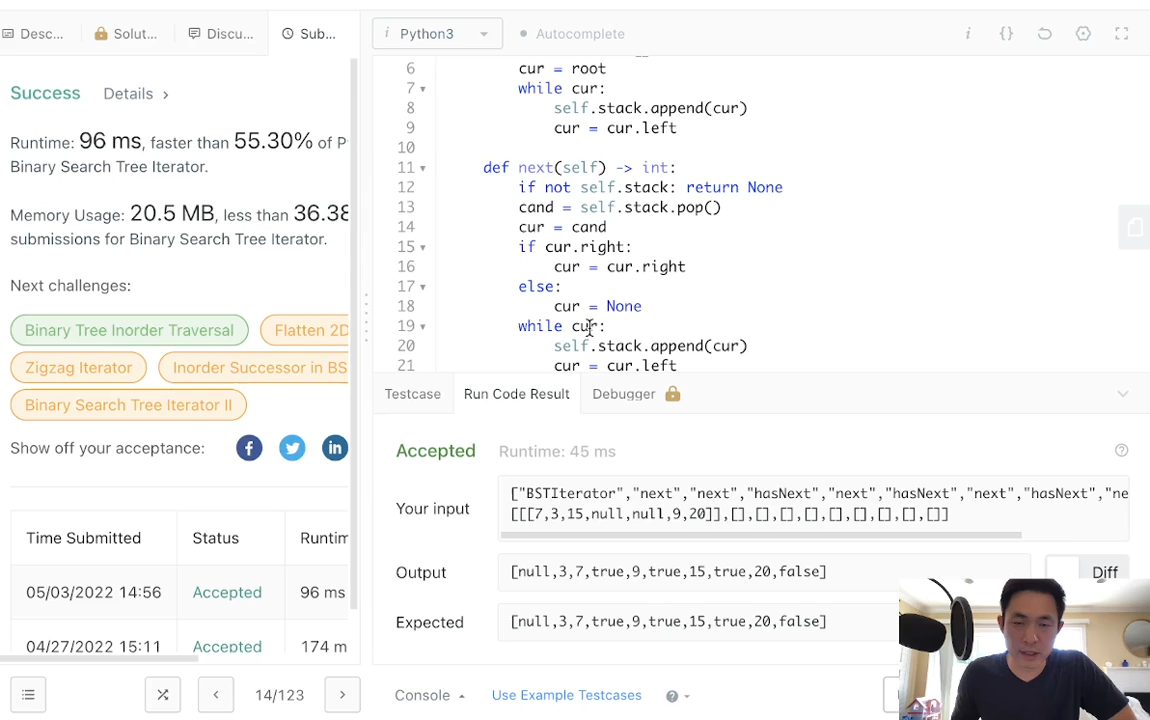 Desc...
Solut...
Discu...
Sub...
Success
Details >
Runtime: 96 ms, faster than 55.30% of P
Binary Search Tree Iterator.
Memory Usage: 20.5 MB, less than 36.38
submissions for Binary Search Tree Iterator.
Next challenges:
Binary Tree Inorder Traversal
Flatten 2D
Zigzag Iterator
Inorder Successor in BS
Binary Search Tree Iterator II
Show off your acceptance:
Time Submitted Status Runtim
05/03/2022 14:56 Accepted 96 ms
04/27/2022 15:11 Accepted 174 m
14/123
i Python3
Autocomplete
i {}
6 cur = root
7 while cur:
8 self.stack.append(cur)
9 cur = cur.left
10
11 def next(self) -> int:
12 if not self.stack: return None
13 cand = self.stack.pop()
14 cur = cand
15 if cur.right:
16 cur = cur.right
17 else:
18 cur = None
19 while cur:
20 self.stack.append(cur)
21 cur = cur.left
Testcase
Run Code Result
Debugger
Accepted
Runtime: 45 ms
Your input
["BSTIterator","next","next","hasNext","next","hasNext","next","hasNext","ne
[[[7,3,15,null,null,9,20]],[],[],[],[],[],[],[],[],[]]
Output
[null,3,7,true,9,true,15,true,20,false]
Diff
Expected
[null,3,7,true,9,true,15,true,20,false]
Console
Use Example Testcases